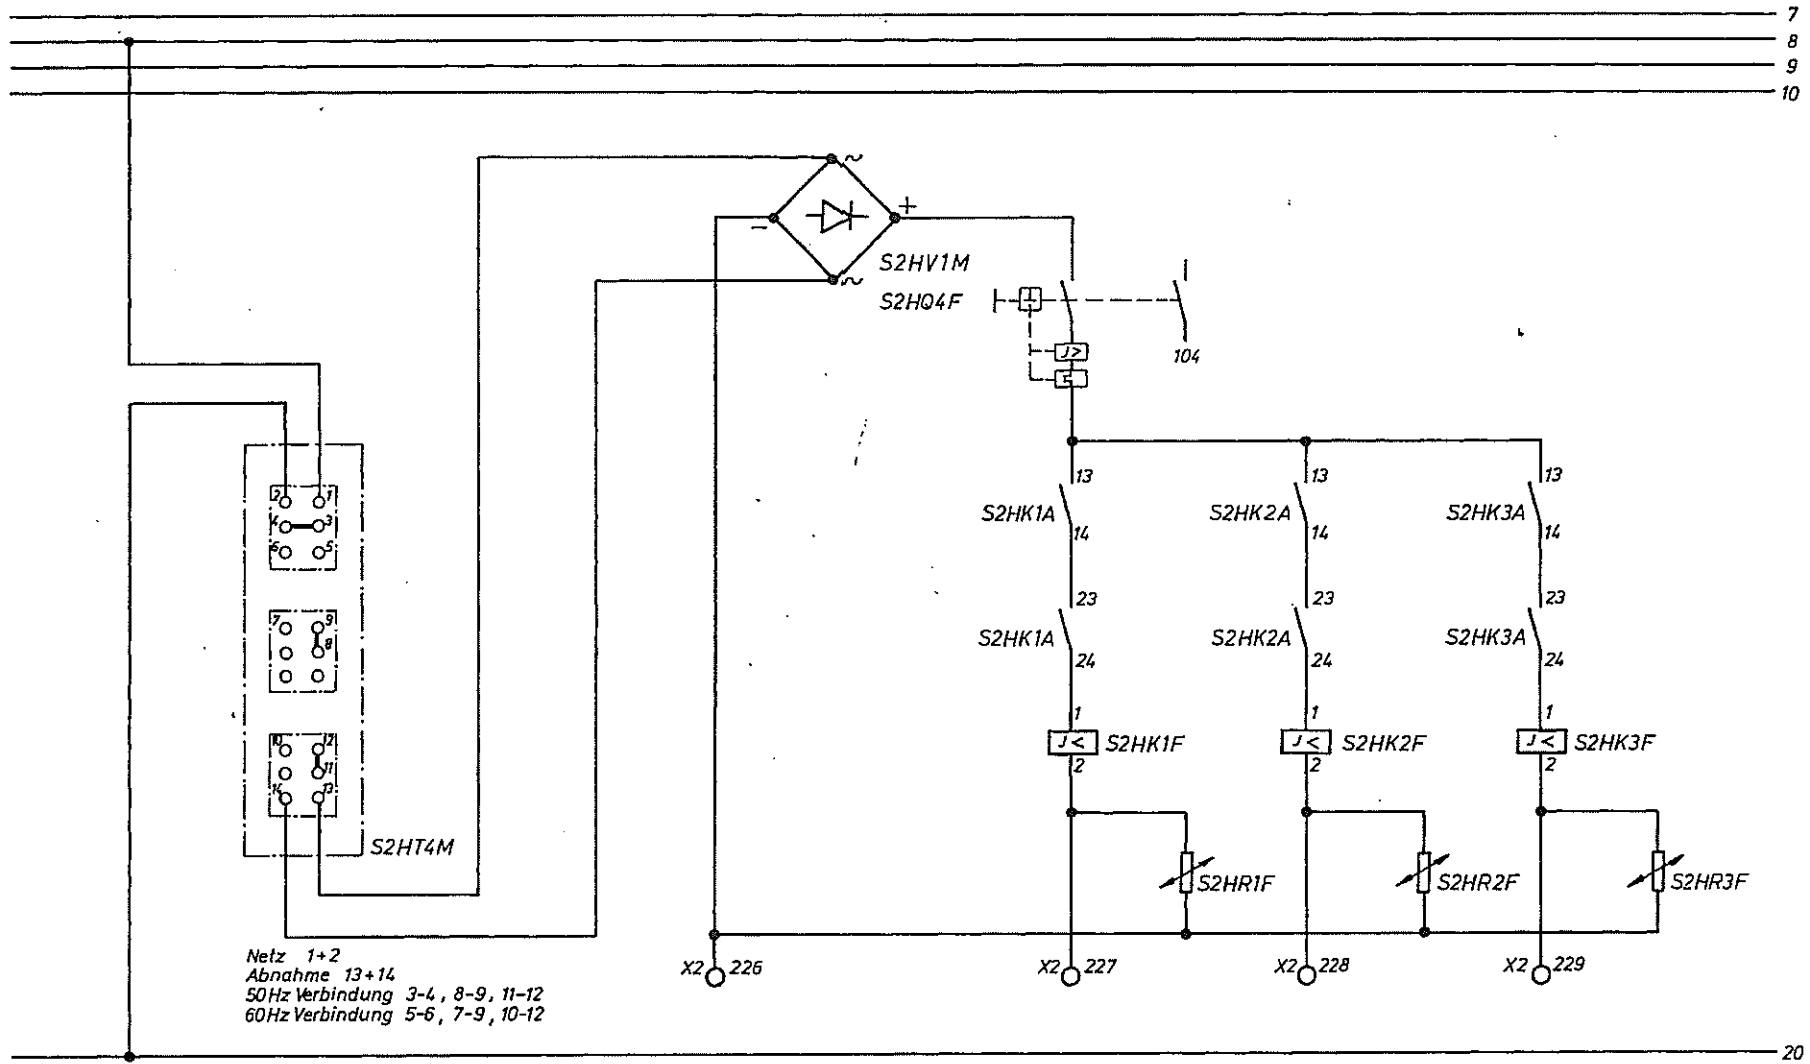 7
8
9
10
~
+
−
~
S2HV1M
S2HQ4F
J>
104
13 13 13
S2HK1A S2HK2A S2HK3A
14 14 14
2 1
4 3
6 5
23 23 23
S2HK1A S2HK2A S2HK3A
24 24 24
7 9
8
1 1 1
J< S2HK1F J< S2HK2F J< S2HK3F
2 2 2
10 12
11
14 13
S2HT4M
S2HR1F S2HR2F S2HR3F
Netz 1+2
Abnahme 13+14
50Hz Verbindung 3-4, 8-9, 11-12
60Hz Verbindung 5-6, 7-9, 10-12
X2 226 X2 227 X2 228 X2 229
20